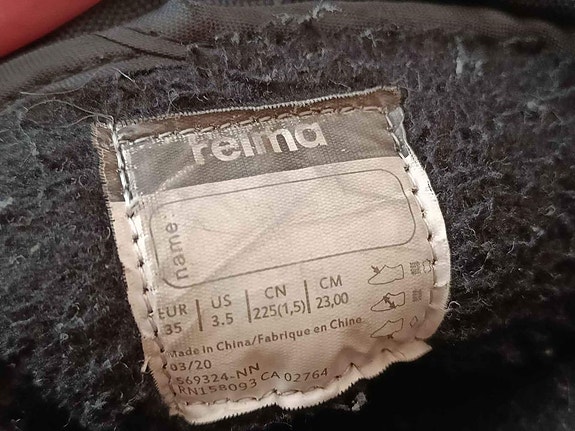 reima
name:
EUR 35 | US 3.5 | CN 225(1,5) | CM 23,00
Made in China/Fabrique en Chine
03/20
569324-NN
RN158093 CA 02764